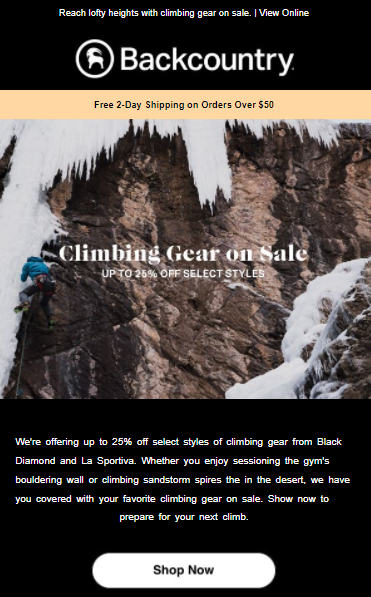 Reach lofty heights with climbing gear on sale. | View Online
Backcountry.
Free 2-Day Shipping on Orders Over $50
Climbing Gear on Sale
UP TO 25% OFF SELECT STYLES
We're offering up to 25% off select styles of climbing gear from Black
Diamond and La Sportiva. Whether you enjoy sessioning the gym's
bouldering wall or climbing sandstorm spires the in the desert, we have
you covered with your favorite climbing gear on sale. Show now to
prepare for your next climb.
Shop Now